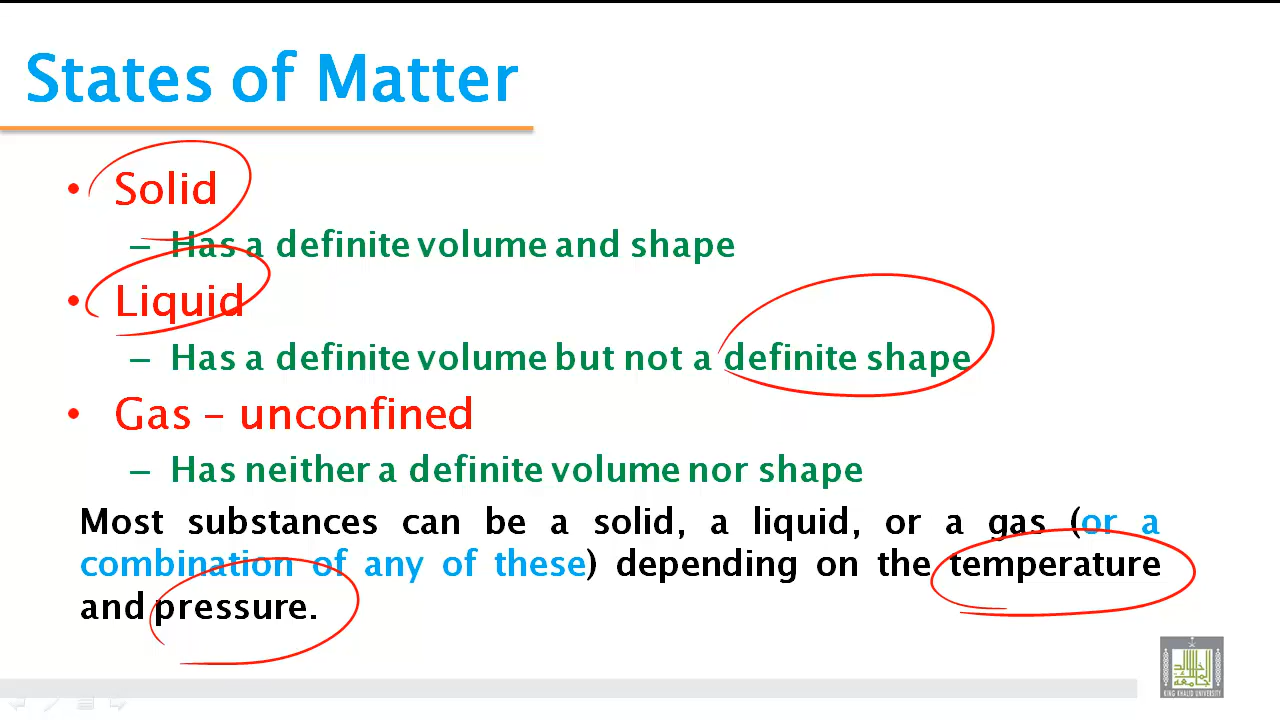 States of Matter
• Solid
– Has a definite volume and shape
• Liquid
– Has a definite volume but not a definite shape
• Gas – unconfined
– Has neither a definite volume nor shape
Most substances can be a solid, a liquid, or a gas (or a
combination of any of these) depending on the temperature
and pressure.
KING KHALID UNIVERSITY